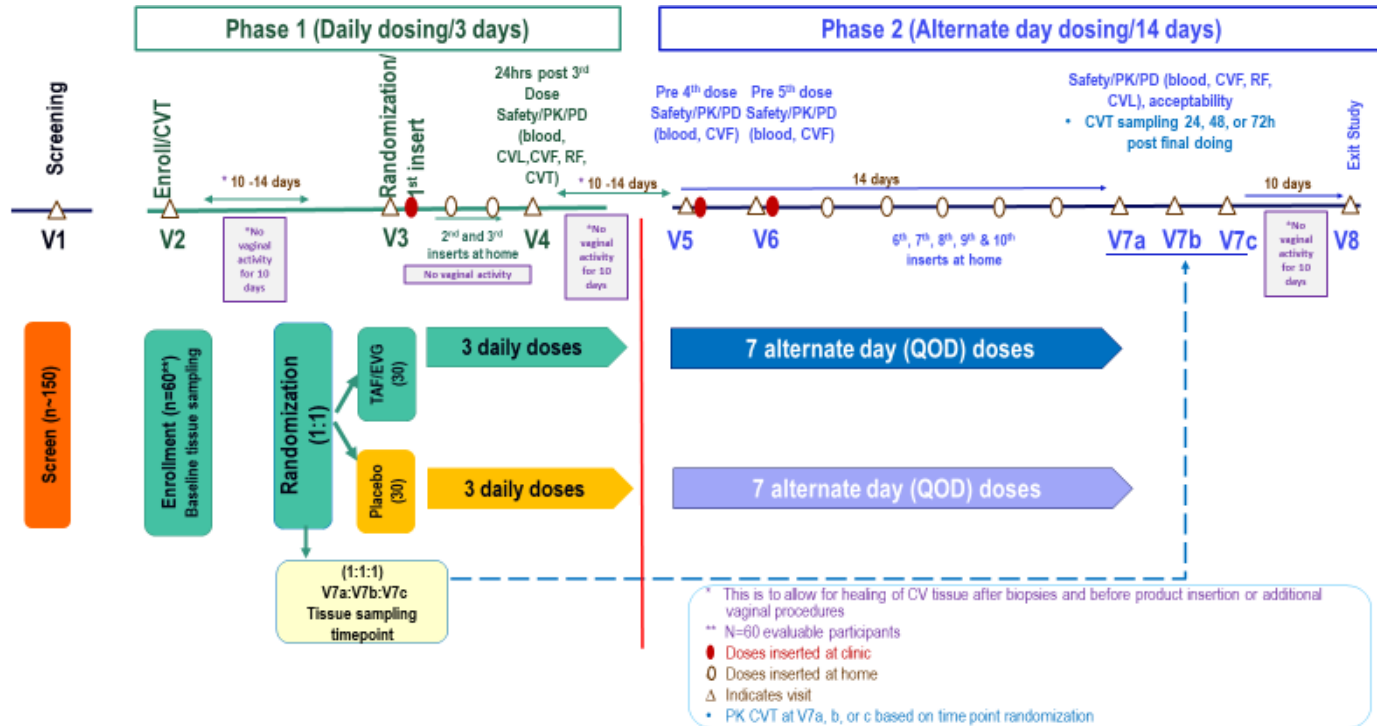 Phase 1 (Daily dosing/3 days)
Phase 2 (Alternate day dosing/14 days)
Screening
Enroll/CVT
Randomization/
1st insert
24hrs post 3rd
Dose
Safety/PK/PD
(blood,
CVL,CVF, RF,
CVT)
Pre 4th dose
Safety/PK/PD
(blood, CVF)
Pre 5th dose
Safety/PK/PD
(blood, CVF)
Safety/PK/PD (blood, CVF, RF,
CVL), acceptability
• CVT sampling 24, 48, or 72h
post final doing
Exit Study
* 10 -14 days
* 10 -14 days
14 days
10 days
V1
V2
V3
V4
V5
V6
V7a
V7b
V7c
V8
*No
vaginal
activity
for 10
days
2nd and 3rd
inserts at home
No vaginal activity
*No
vaginal
activity
for 10
days
6th, 7th, 8th, 9th & 10th
inserts at home
*No
vaginal
activity
for 10
days
Screen (n~150)
Enrollment (n=60**)
Baseline tissue sampling
Randomization
(1:1)
TAF/EVG
(30)
Placebo
(30)
3 daily doses
7 alternate day (QOD) doses
3 daily doses
7 alternate day (QOD) doses
(1:1:1)
V7a:V7b:V7c
Tissue sampling
timepoint
* This is to allow for healing of CV tissue after biopsies and before product insertion or additional
vaginal procedures
** N=60 evaluable participants
Doses inserted at clinic
Doses inserted at home
Indicates visit
• PK CVT at V7a, b, or c based on time point randomization